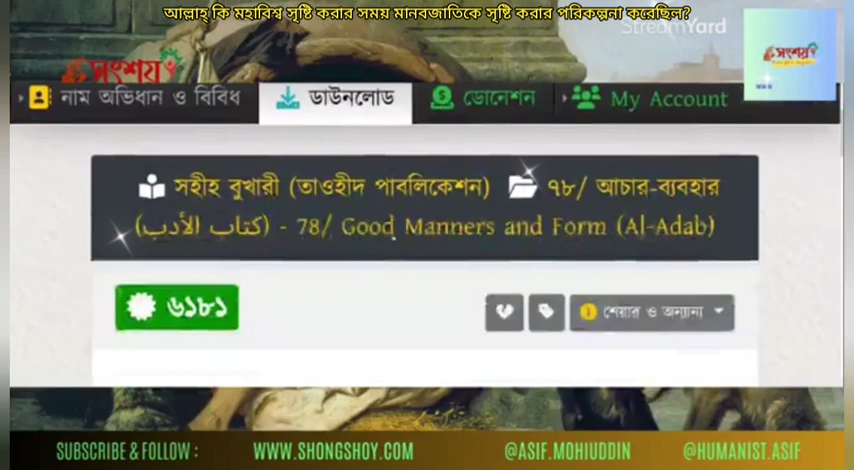 আল্লাহ্ কি মহাবিশ্ব সৃষ্টি করার সময় মানবজাতিকে সৃষ্টি করার পরিকল্পনা করেছিল?
StreamYard
সংশয়
সংশয়
নাম অভিধান ও বিবিধ ডাউনলোড ডোনেশন My Account
সহীহ বুখারী (তাওহীদ পাবলিকেশন) ৭৮/ আচার-ব্যবহার
(كتاب الأدب) - 78/ Good Manners and Form (Al-Adab)
৬১৮১
শেয়ার ও অন্যান্য
SUBSCRIBE & FOLLOW : WWW.SHONGSHOY.COM @ASIF.MOHIUDDIN @HUMANIST.ASIF